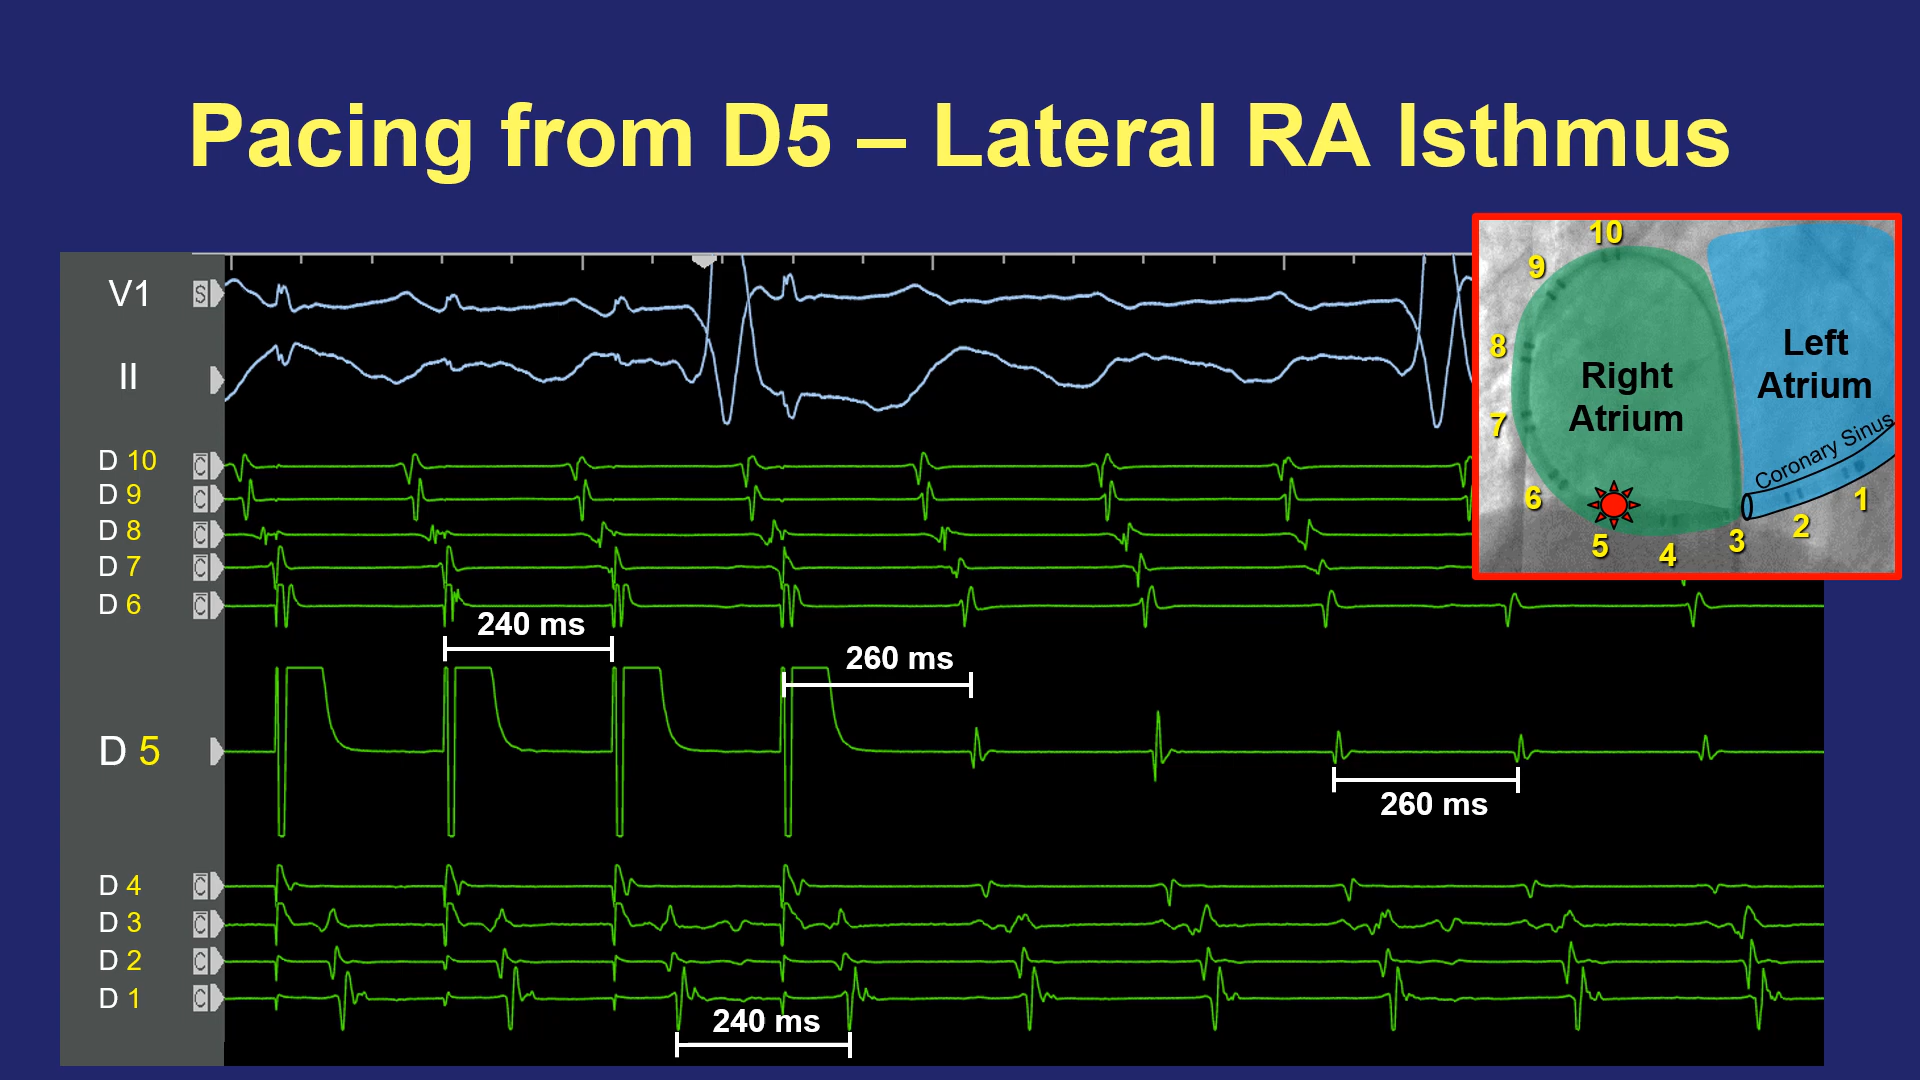 Pacing from D5 – Lateral RA Isthmus
V1
S
II
D 10
C
D 9
C
D 8
C
D 7
C
D 6
C
240 ms
260 ms
D 5
260 ms
D 4
C
D 3
C
D 2
C
D 1
C
240 ms
10
9
8
7
6
5
4
3
2
1
Right
Atrium
Left
Atrium
Coronary Sinus